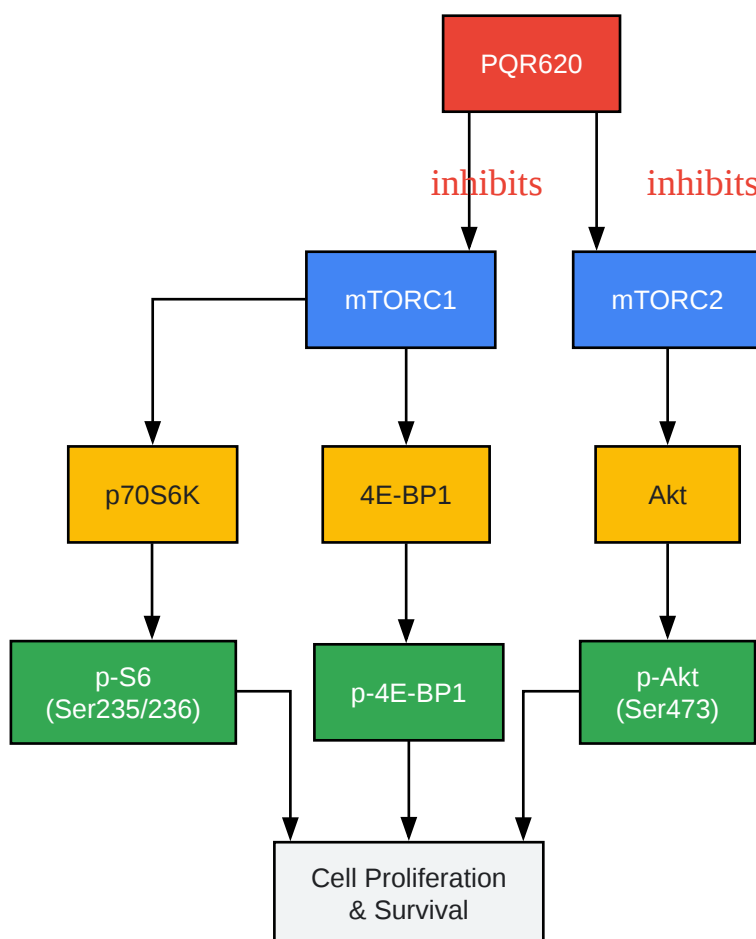 PQR620
inhibits
inhibits
mTORC1
mTORC2
p70S6K
4E-BP1
Akt
p-S6
(Ser235/236)
p-4E-BP1
p-Akt
(Ser473)
Cell Proliferation
& Survival